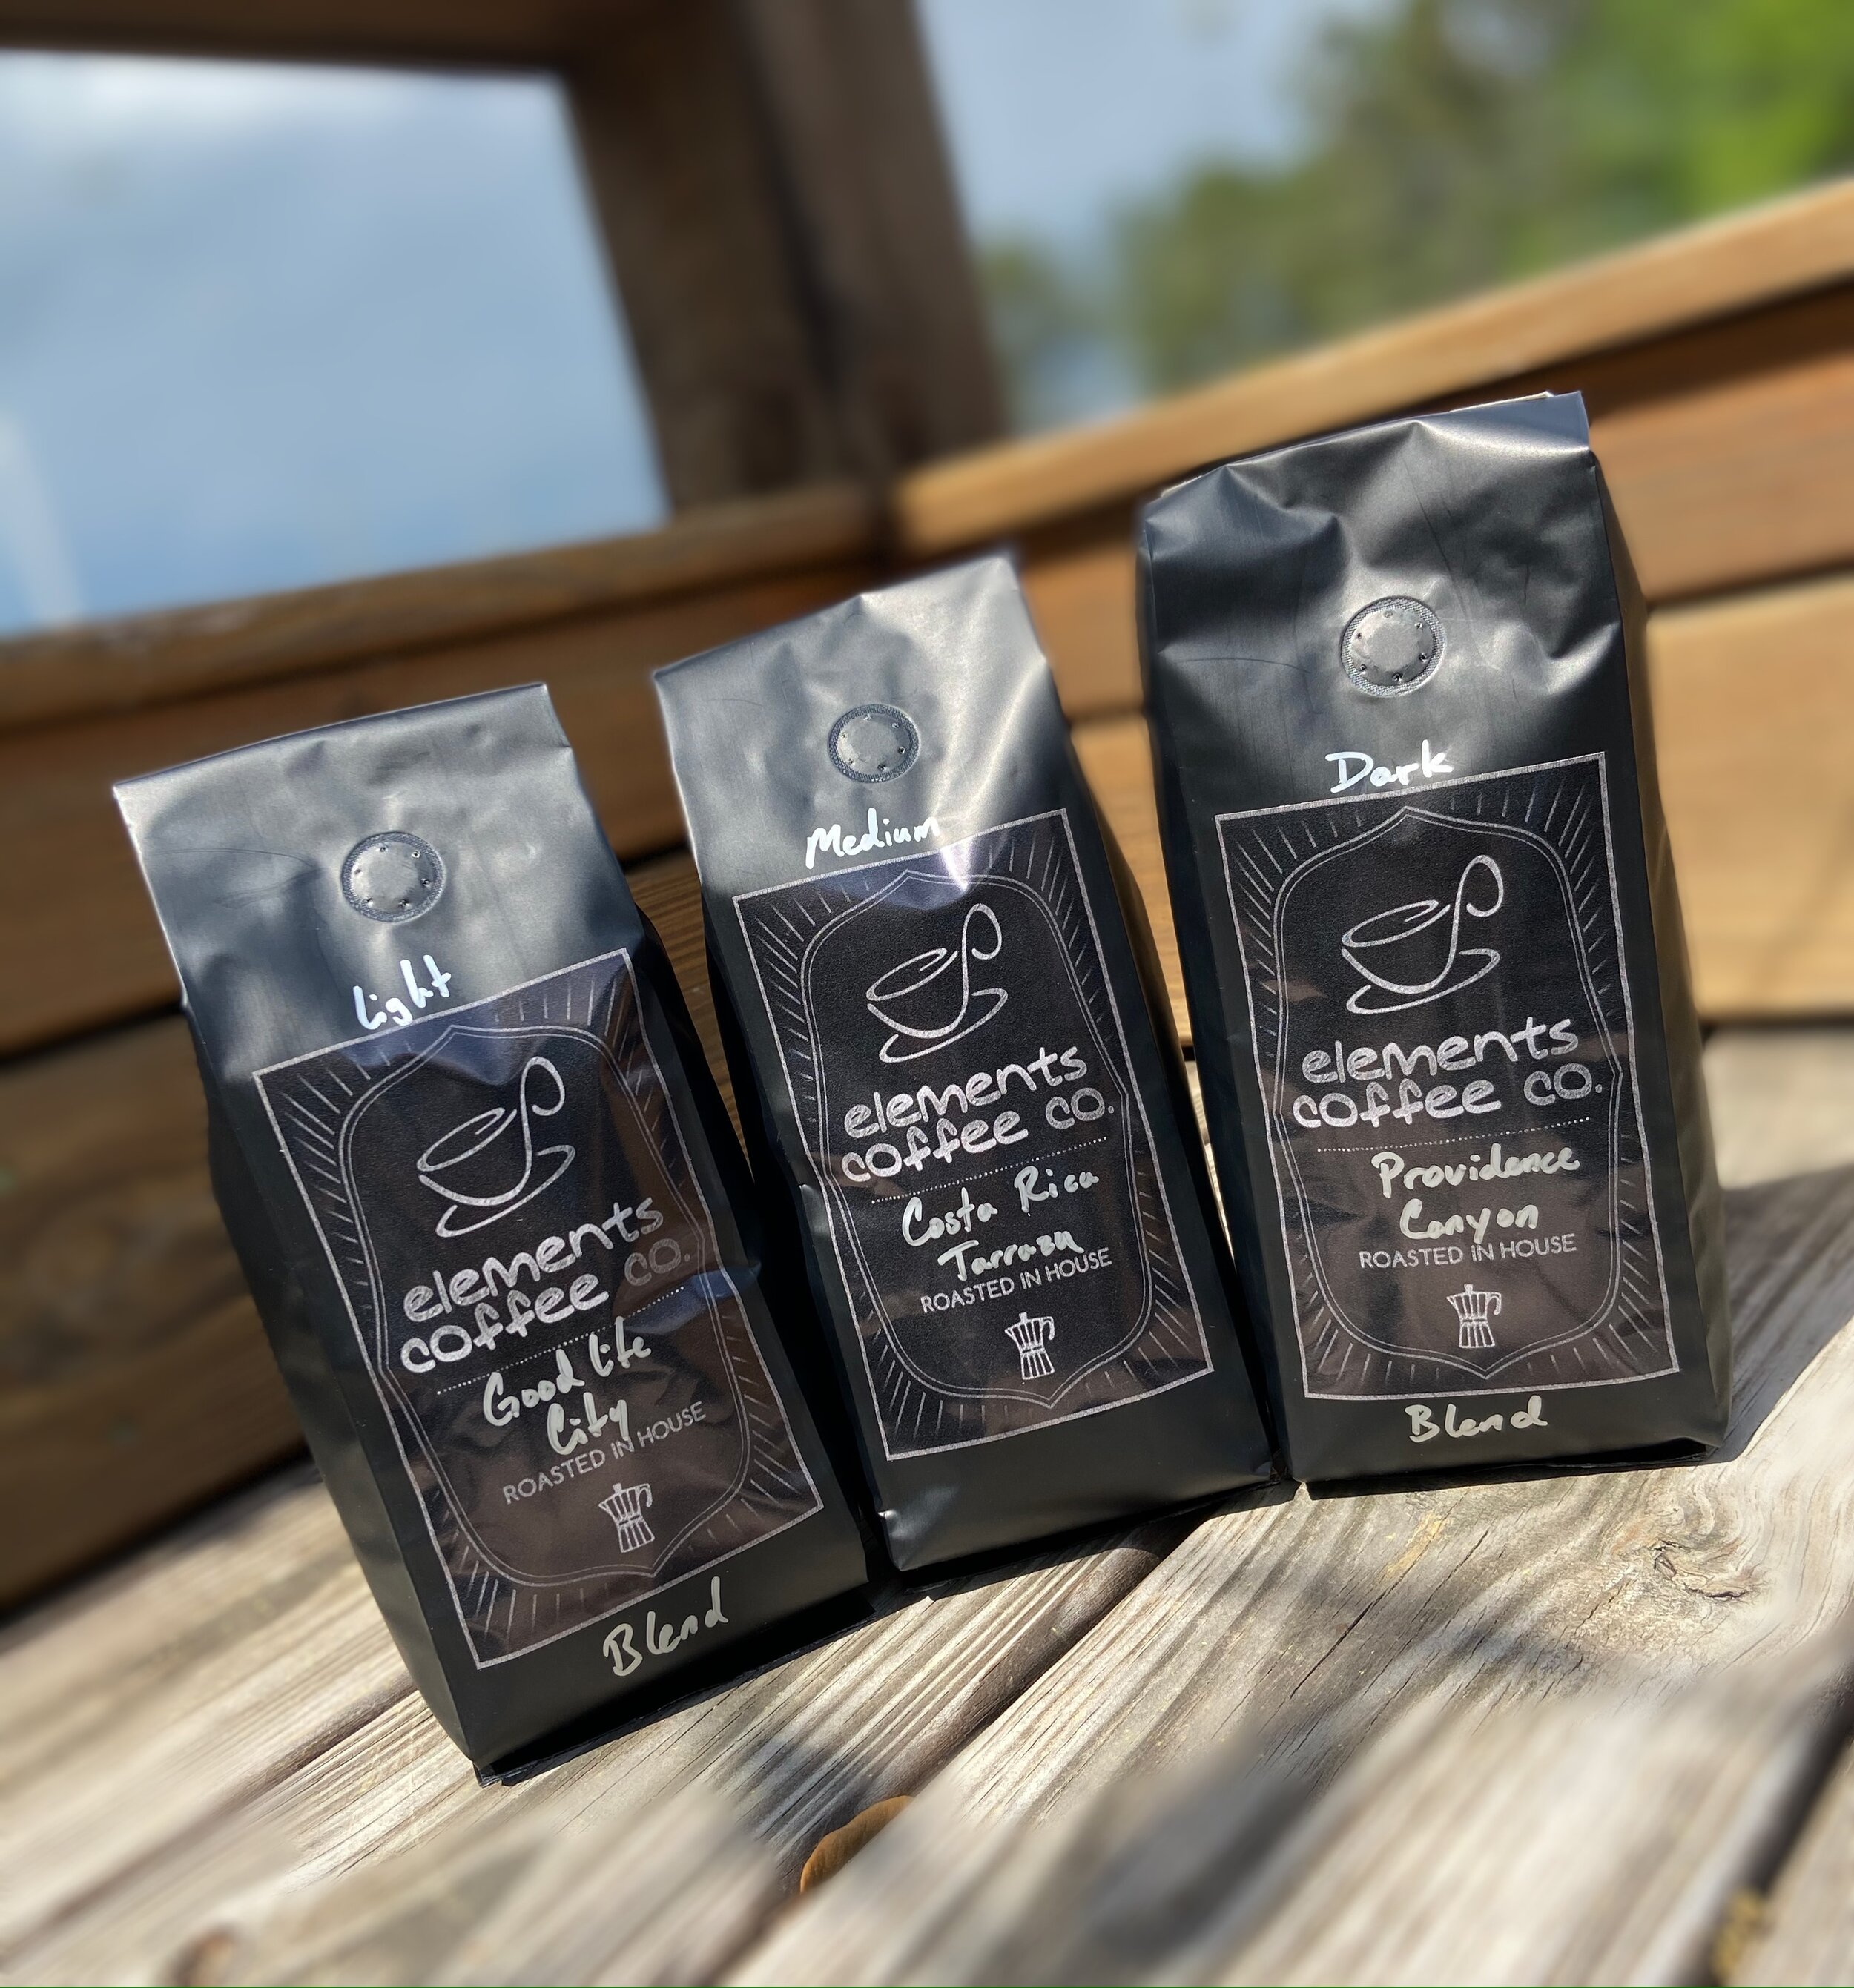 Light
elements
coffee co.
Good life
City
ROASTED IN HOUSE
Blend
Medium
elements
coffee co.
Costa Rica
Tarrazu
ROASTED IN HOUSE
Dark
elements
coffee co.
Providence
Canyon
ROASTED IN HOUSE
Blend